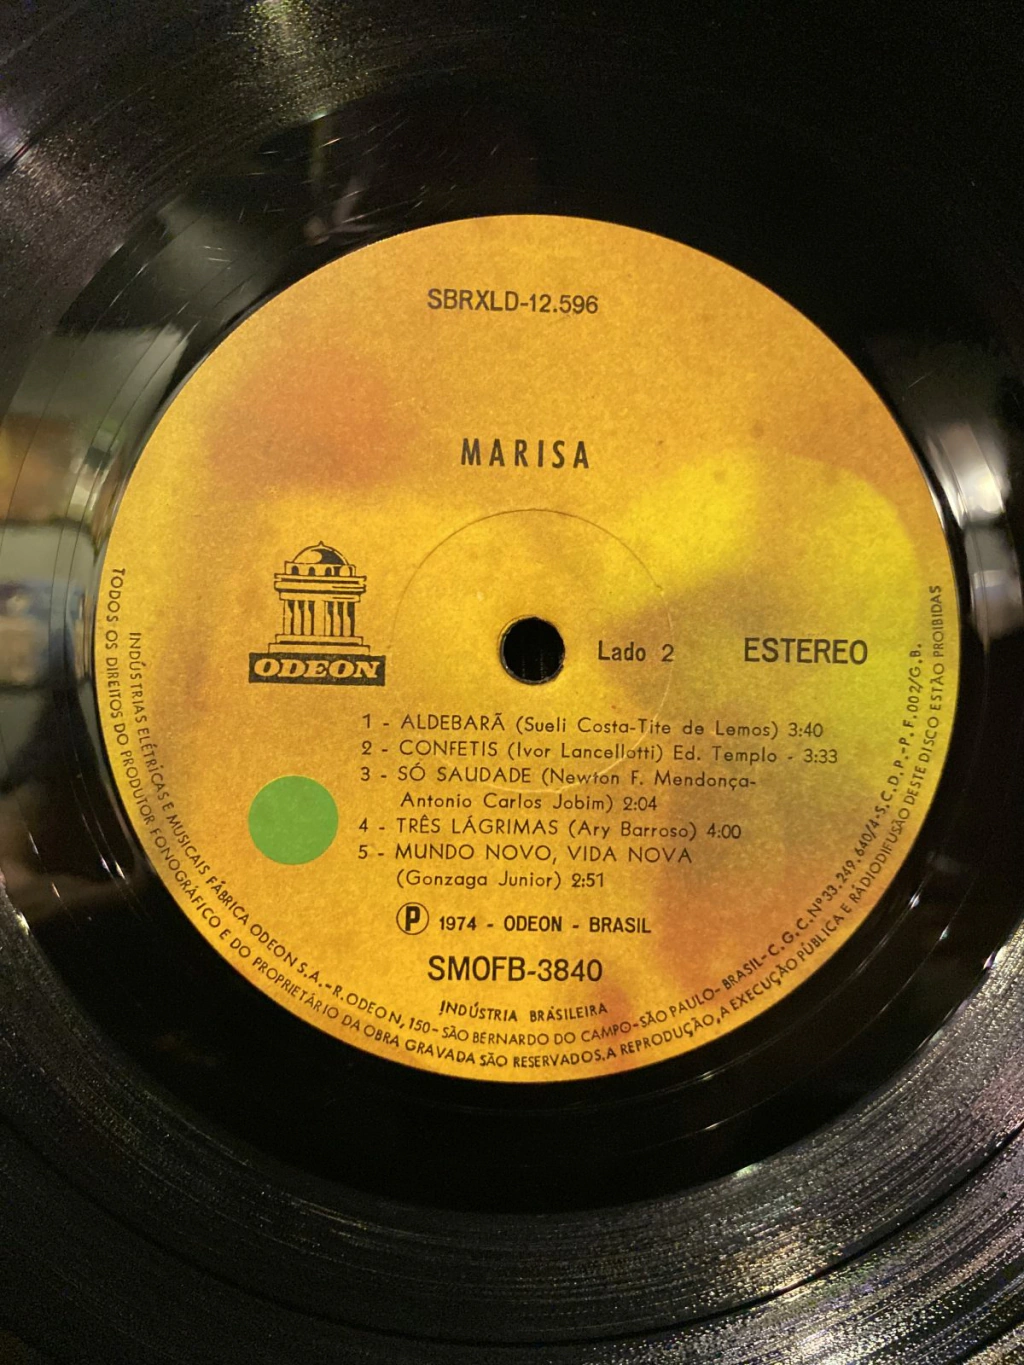 SBRXLD-12.596
MARISA
ODEON
Lado 2
ESTEREO
1 - ALDEBARÃ (Sueli Costa-Tite de Lemos) 3:40
2 - CONFETIS (Ivor Lancellotti) Ed. Templo - 3:33
3 - SÓ SAUDADE (Newton F. Mendonça-
Antonio Carlos Jobim) 2:04
4 - TRÊS LÁGRIMAS (Ary Barroso) 4:00
5 - MUNDO NOVO, VIDA NOVA
(Gonzaga Junior) 2:51
Ⓟ 1974 - ODEON - BRASIL
SMOFB-3840
INDÚSTRIA BRASILEIRA
INDÚSTRIAS ELÉTRICAS E MUSICAIS FÁBRICA ODEON S.A.-R. ODEON, 150-SÃO BERNARDO DO CAMPO-SÃO PAULO-BRASIL-C.G.C. Nº 33.249.640/4-S.C.D.P.-P.F.002/G.B.
TODOS OS DIREITOS DO PRODUTOR FONOGRÁFICO E DO PROPRIETÁRIO DA OBRA GRAVADA SÃO RESERVADOS. A REPRODUÇÃO, A EXECUÇÃO PÚBLICA E RÁDIODIFUSÃO DESTE DISCO ESTÃO PROIBIDAS